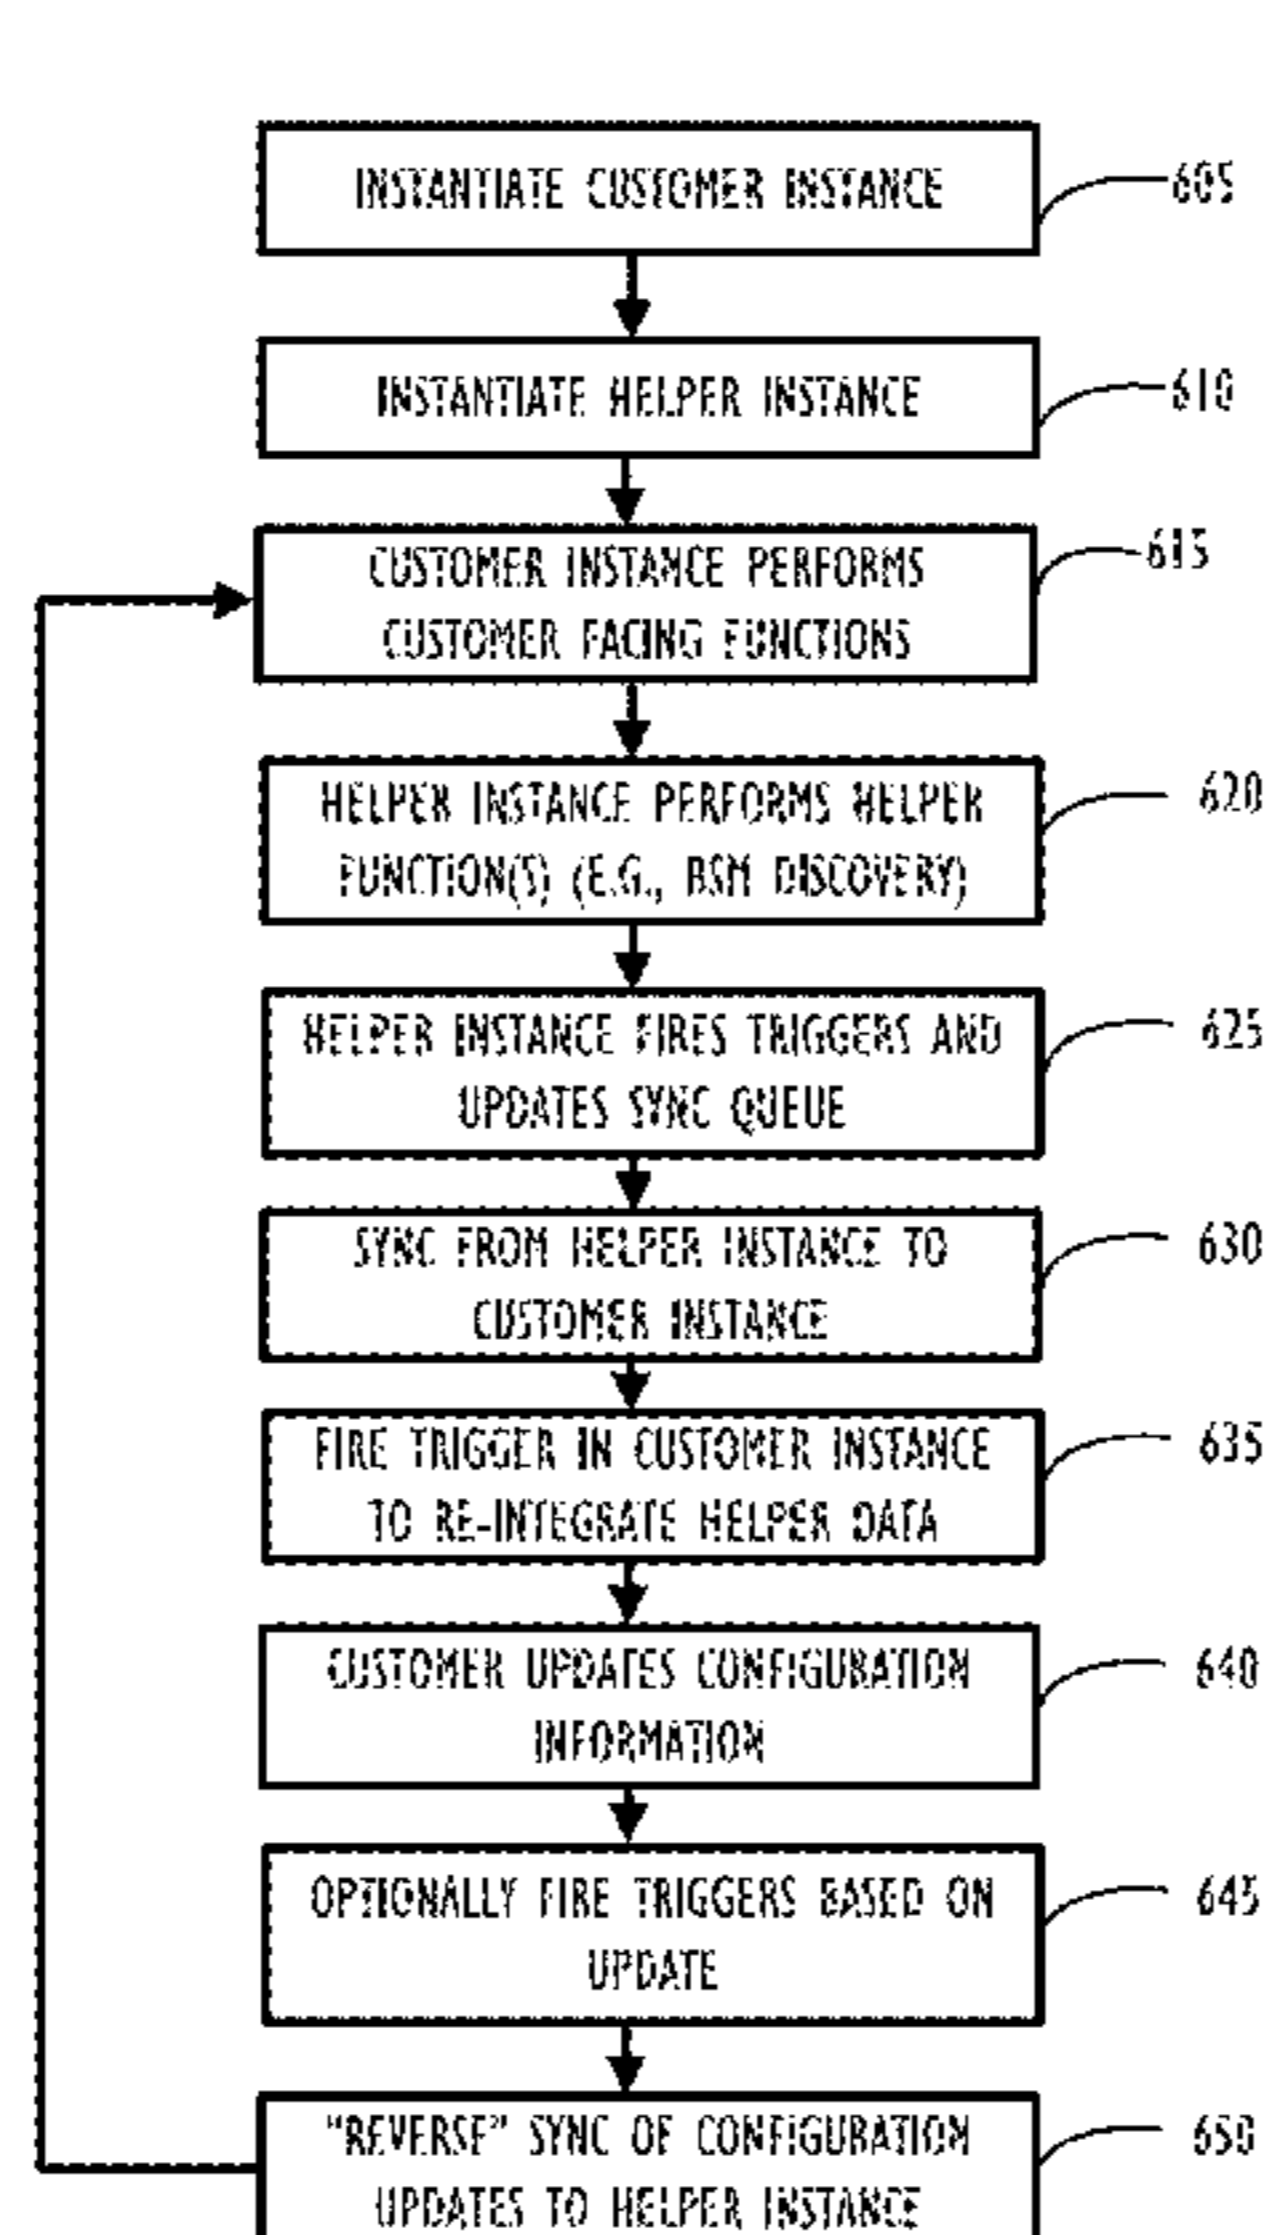 INSTANTIATE CUSTOMER INSTANCE
605
INSTANTIATE HELPER INSTANCE
610
CUSTOMER INSTANCE PERFORMS
CUSTOMER FACING FUNCTIONS
615
HELPER INSTANCE PERFORMS HELPER
FUNCTION(S) (E.G., BSM DISCOVERY)
620
HELPER INSTANCE FIRES TRIGGERS AND
UPDATES SYNC QUEUE
625
SYNC FROM HELPER INSTANCE TO
CUSTOMER INSTANCE
630
FIRE TRIGGER IN CUSTOMER INSTANCE
TO RE-INTEGRATE HELPER DATA
635
CUSTOMER UPDATES CONFIGURATION
INFORMATION
640
OPTIONALLY FIRE TRIGGERS BASED ON
UPDATE
645
"REVERSE" SYNC OF CONFIGURATION
UPDATES TO HELPER INSTANCE
650